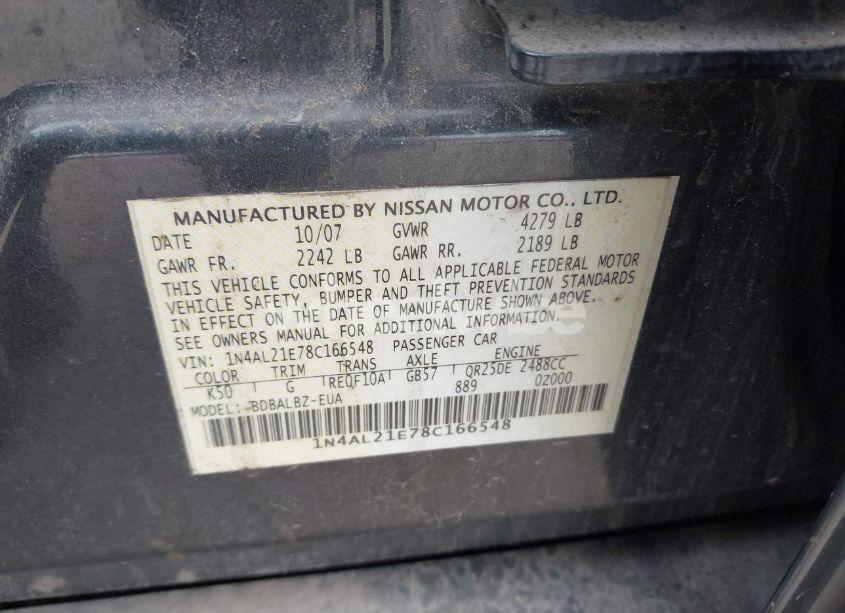 MANUFACTURED BY NISSAN MOTOR CO., LTD.
DATE 10/07 GVWR 4279 LB
GAWR FR. 2242 LB GAWR RR. 2189 LB
THIS VEHICLE CONFORMS TO ALL APPLICABLE FEDERAL MOTOR
VEHICLE SAFETY, BUMPER AND THEFT PREVENTION STANDARDS
IN EFFECT ON THE DATE OF MANUFACTURE SHOWN ABOVE.
SEE OWNERS MANUAL FOR ADDITIONAL INFORMATION.
VIN: 1N4AL21E78C166548 PASSENGER CAR
COLOR TRIM TRANS AXLE ENGINE
K50 G RE0F10A GB57 QR25DE 2488CC
MODEL: BDBALBZ-EUA 889 0Z000
1N4AL21E78C166548